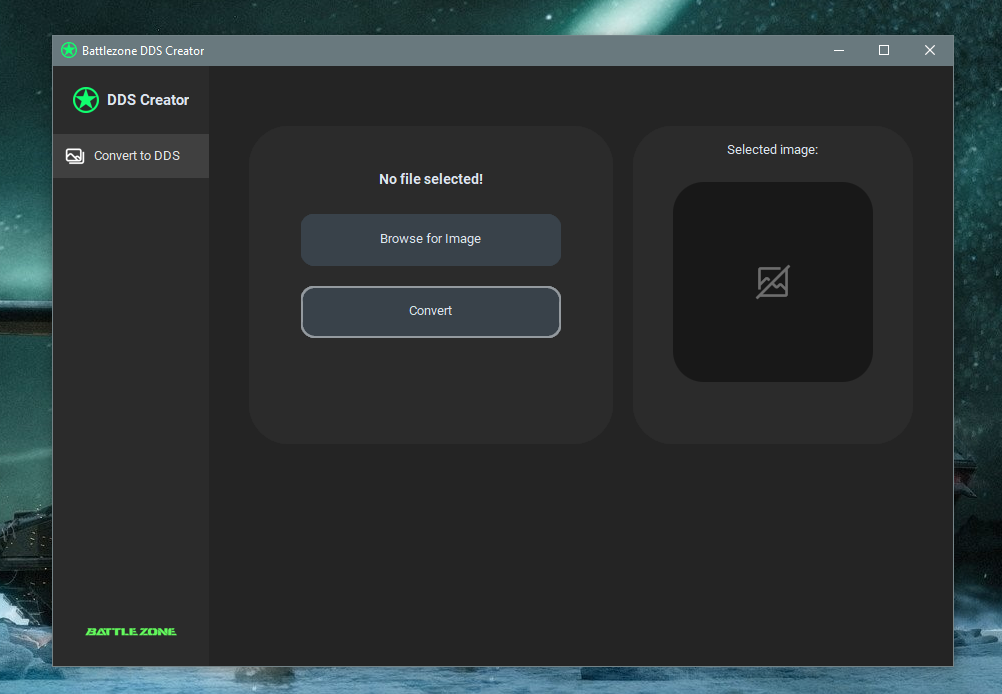 Battlezone DDS Creator
DDS Creator
Convert to DDS
No file selected!
Browse for Image
Convert
Selected image:
BATTLEZONE